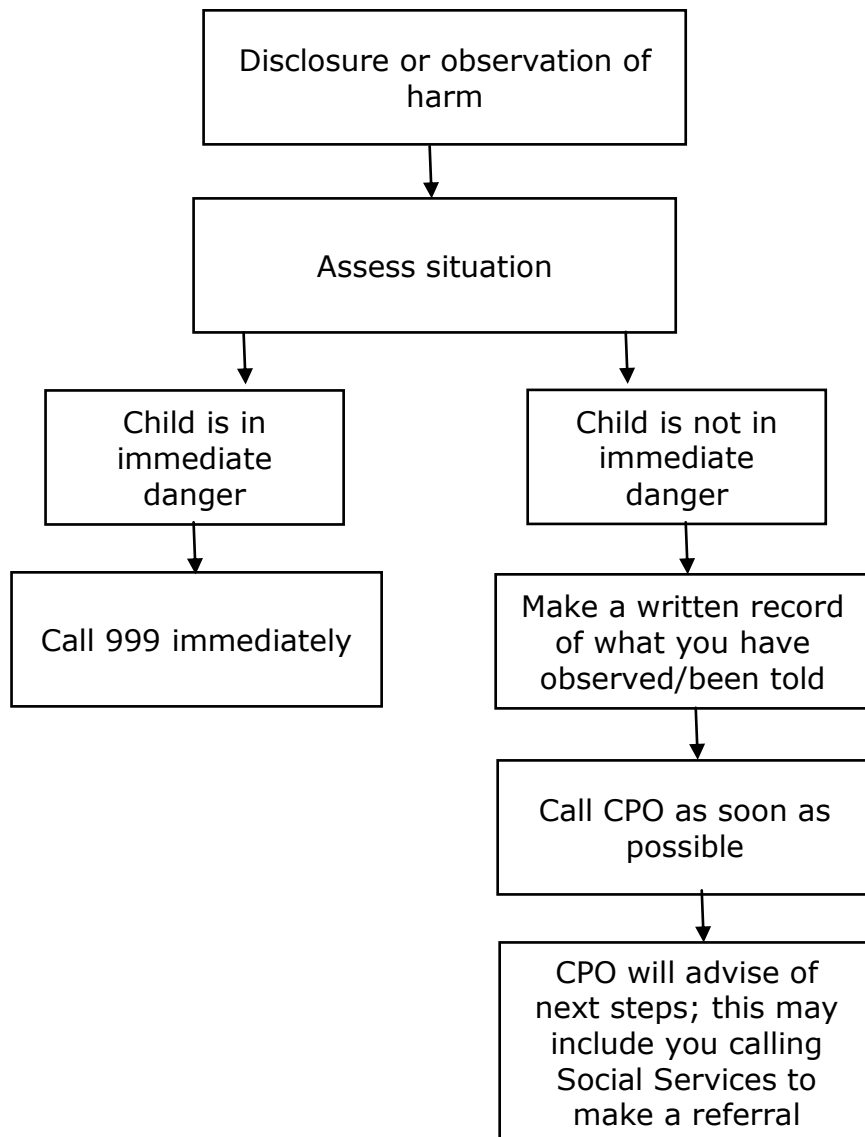 Disclosure or observation of
harm
Assess situation
Child is in
immediate
danger
Call 999 immediately
Child is not in
immediate
danger
Make a written record
of what you have
observed/been told
Call CPO as soon as
possible
CPO will advise of
next steps; this may
include you calling
Social Services to
make a referral